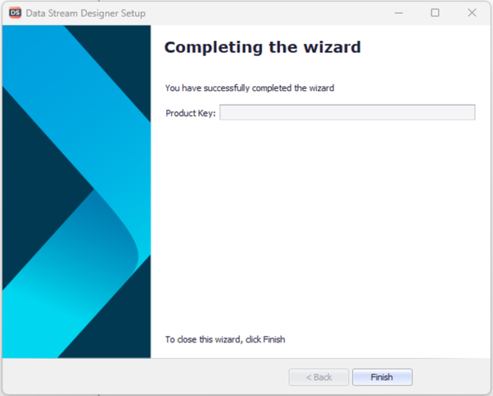 DS Data Stream Designer Setup
Completing the wizard
You have successfully completed the wizard
Product Key:
To close this wizard, click Finish
< Back Finish